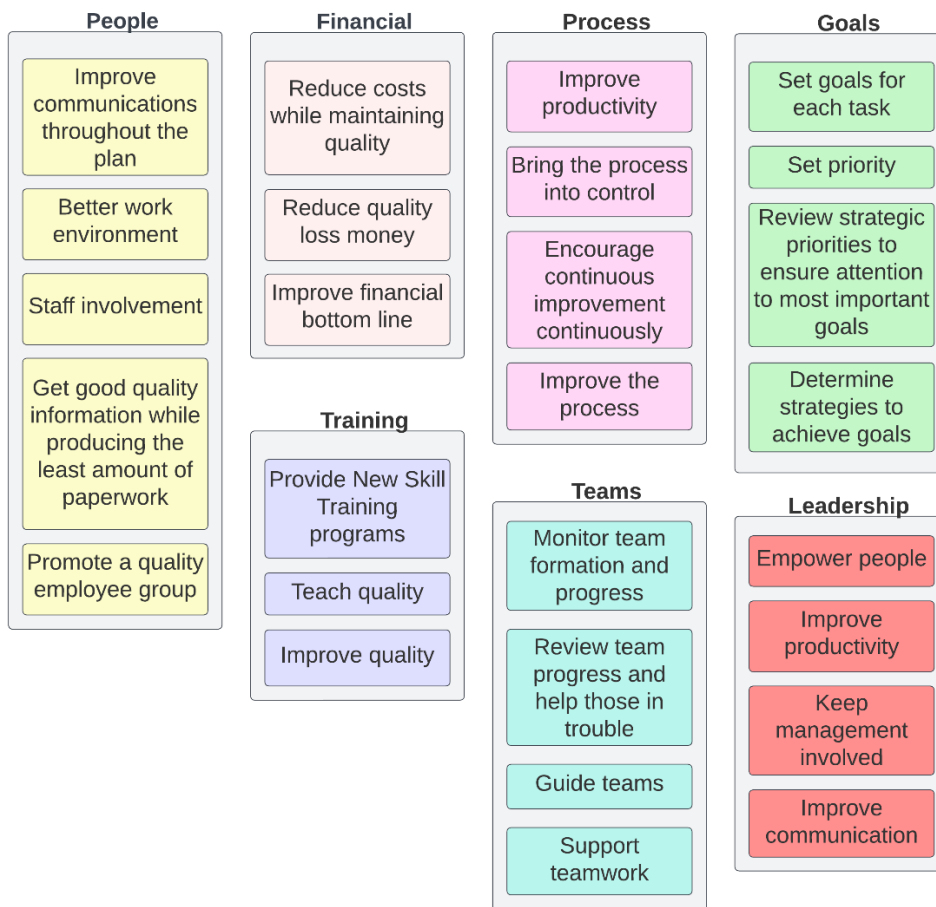 People
Improve
communications
throughout the
plan
Better work
environment
Staff involvement
Get good quality
information while
producing the
least amount of
paperwork
Promote a quality
employee group
Financial
Reduce costs
while maintaining
quality
Reduce quality
loss money
Improve financial
bottom line
Training
Provide New Skill
Training
programs
Teach quality
Improve quality
Process
Improve
productivity
Bring the process
into control
Encourage
continuous
improvement
continuously
Improve the
process
Teams
Monitor team
formation and
progress
Review team
progress and
help those in
trouble
Guide teams
Support
teamwork
Goals
Set goals for
each task
Set priority
Review strategic
priorities to
ensure attention
to most important
goals
Determine
strategies to
achieve goals
Leadership
Empower people
Improve
productivity
Keep
management
involved
Improve
communication